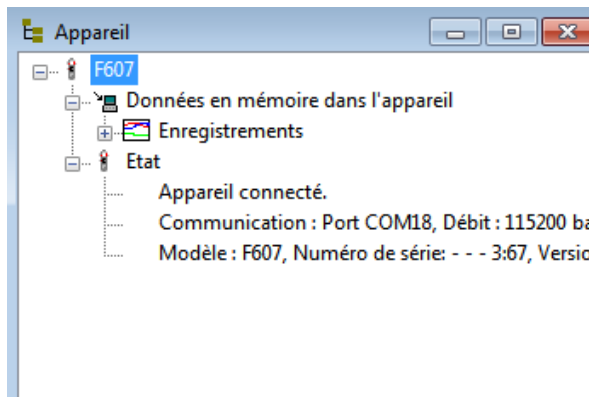 Appareil
F607
Données en mémoire dans l'appareil
Enregistrements
Etat
Appareil connecté.
Communication : Port COM18, Débit : 115200 ba
Modèle : F607, Numéro de série: - - - 3:67, Versio